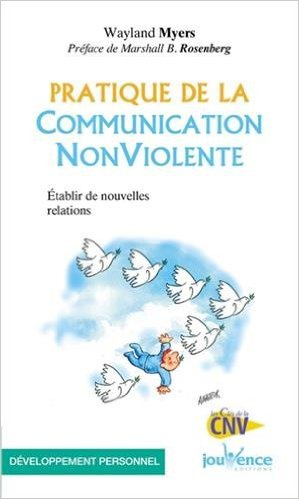 Wayland Myers
Préface de Marshall B. Rosenberg
PRATIQUE DE LA
COMMUNICATION
NONVIOLENTE
Établir de nouvelles
relations
les Clés de la
CNV
DÉVELOPPEMENT PERSONNEL
jouVence
EDITIONS